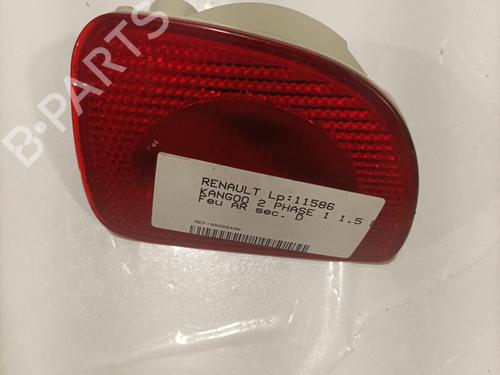 B-PARTS
RENAULT Lp:11586
KANGOO 2 PHASE 1 1.5
Feu AR sec. D